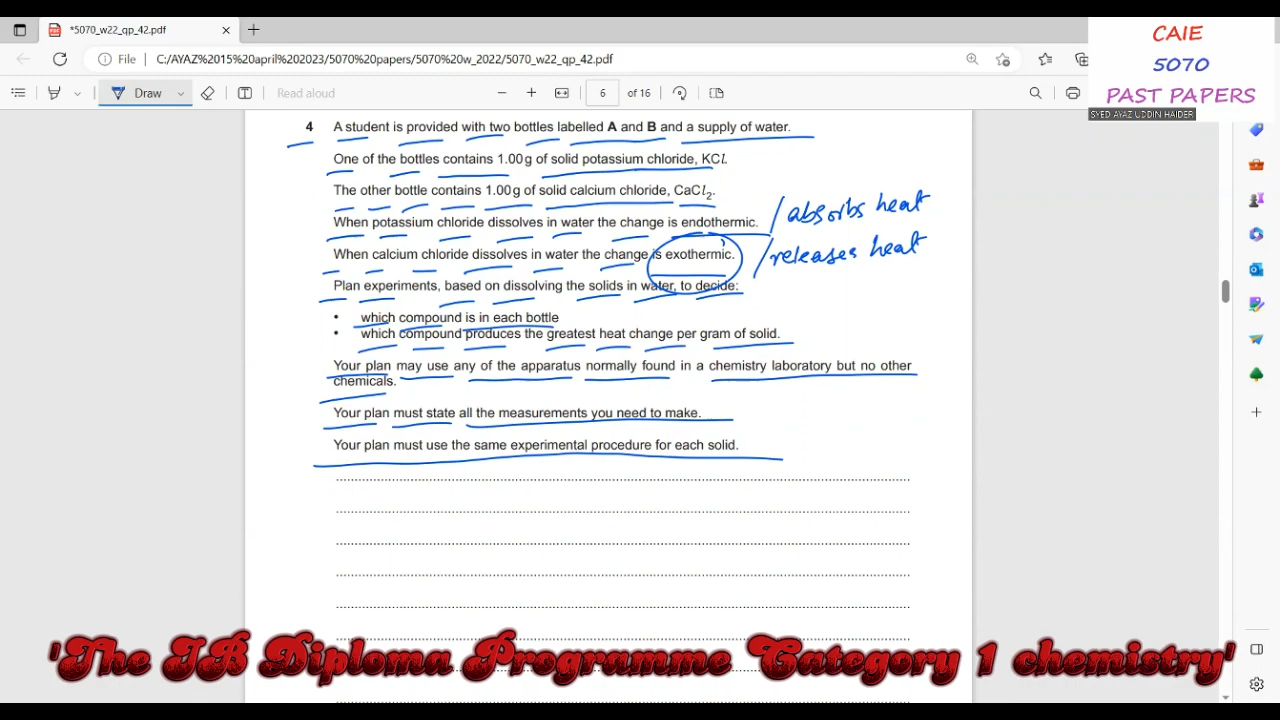 *5070_w22_qp_42.pdf
File C:/AYAZ%2015%20april%202023/5070%20papers/5070%20w_2022/5070_w22_qp_42.pdf
CAIE
5070
PAST PAPERS
SYED AYAZ UDDIN HAIDER
Draw Read aloud 6 of 16
4 A student is provided with two bottles labelled A and B and a supply of water.
One of the bottles contains 1.00 g of solid potassium chloride, KCl.
The other bottle contains 1.00 g of solid calcium chloride, CaCl₂.
When potassium chloride dissolves in water the change is endothermic. / absorbs heat
When calcium chloride dissolves in water the change is exothermic. / releases heat
Plan experiments, based on dissolving the solids in water, to decide:
• which compound is in each bottle
• which compound produces the greatest heat change per gram of solid.
Your plan may use any of the apparatus normally found in a chemistry laboratory but no other
chemicals.
Your plan must state all the measurements you need to make.
Your plan must use the same experimental procedure for each solid.
'The IB Diploma Programme Category 1 chemistry'